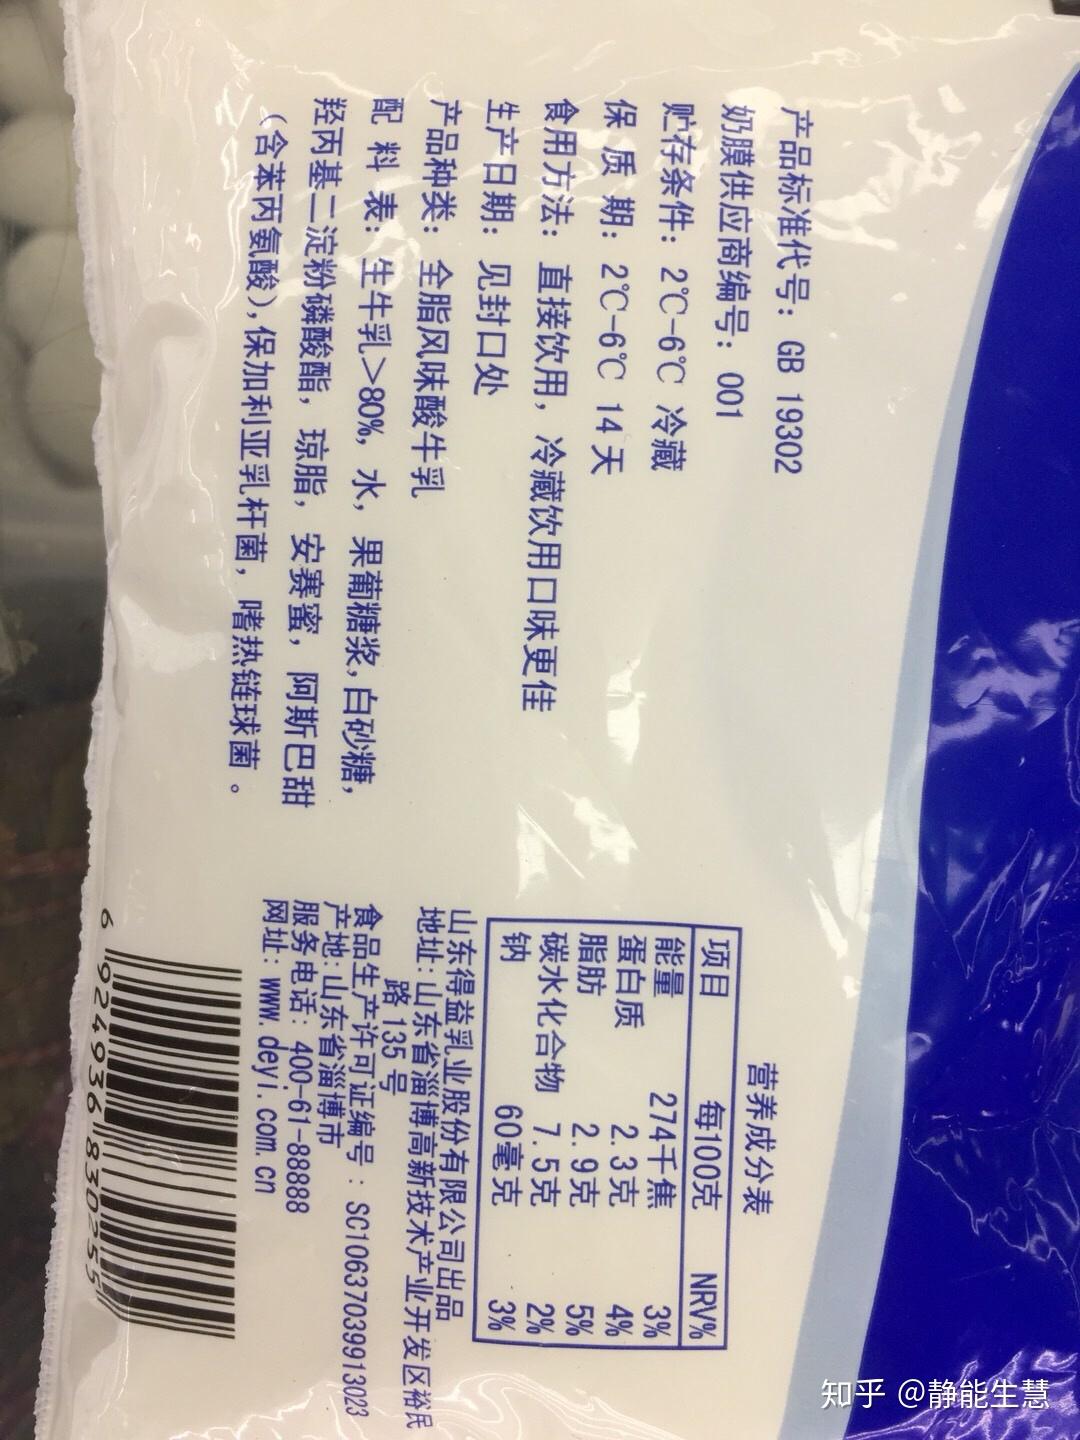 产品标准代号：GB 19302
奶膜供应商编号：001
贮存条件：2℃-6℃ 冷藏
保 质 期：2℃-6℃ 14天
食用方法：直接饮用，冷藏饮用口味更佳
生产日期：见封口处
产品种类：全脂风味酸牛乳
配 料 表：生牛乳>80%，水，果葡糖浆，白砂糖，
羟丙基二淀粉磷酸酯，琼脂，安赛蜜，阿斯巴甜
（含苯丙氨酸），保加利亚乳杆菌，嗜热链球菌。
营养成分表
项目 每100克 NRV%
能量 274千焦 3%
蛋白质 2.3克 4%
脂肪 2.9克 5%
碳水化合物 7.5克 2%
钠 60毫克 3%
山东得益乳业股份有限公司出品
地址：山东省淄博高新技术产业开发区裕民
路135号
食品生产许可证编号：SC10637039913023
产地：山东省淄博市
服务电话：400-61-88888
网址：www.deyi.com.cn
6 924936 830255
知乎 @静能生慧